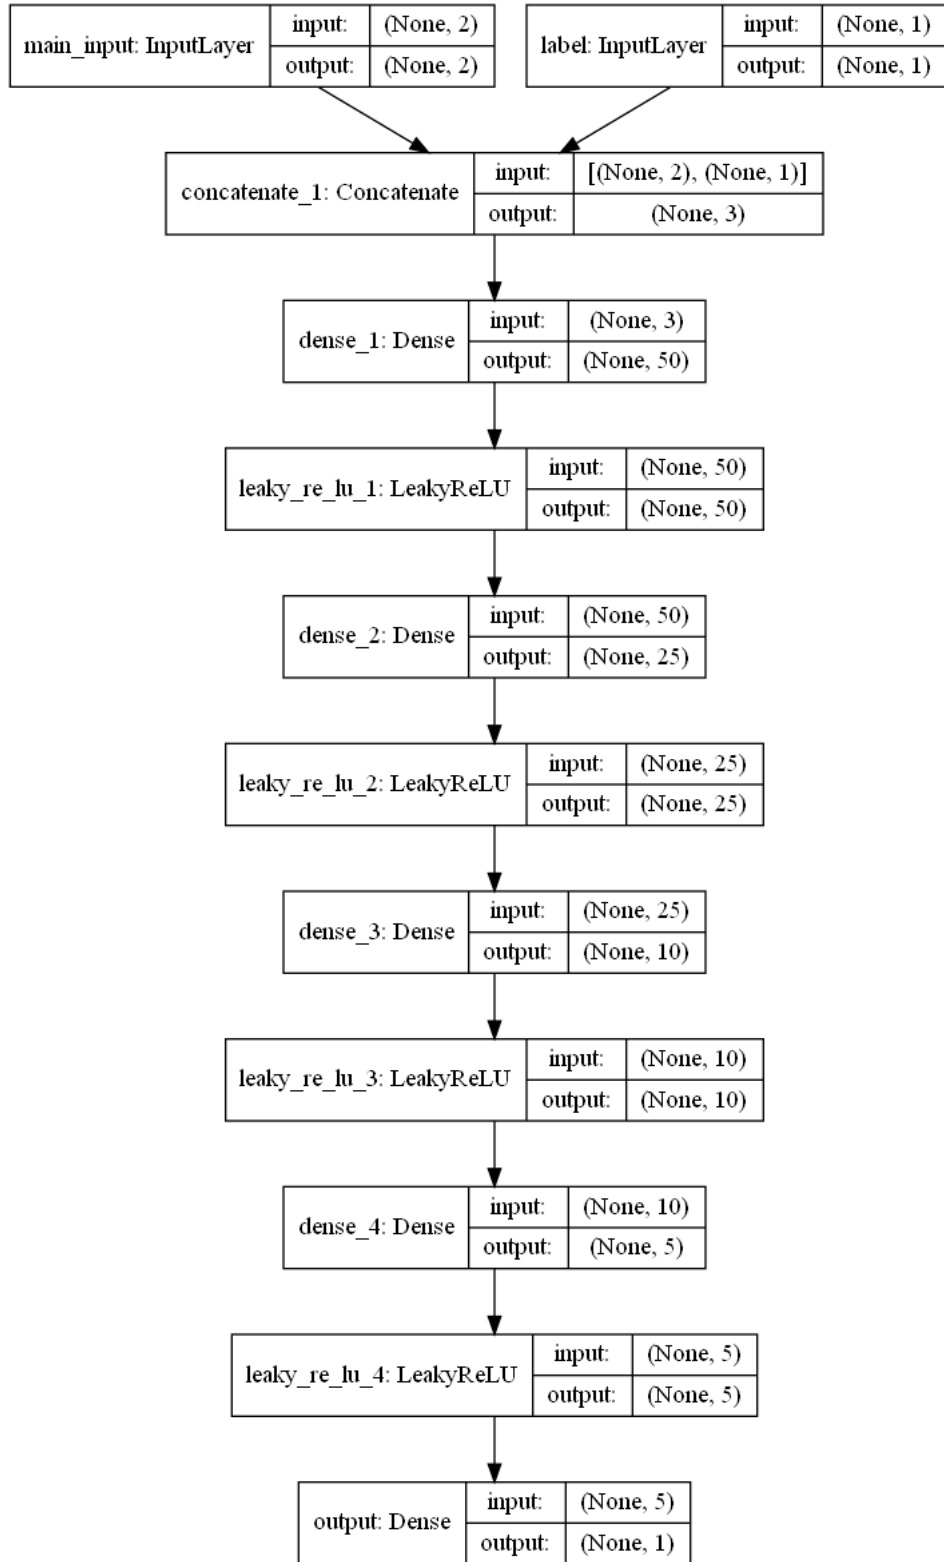 main_input: InputLayer
input: (None, 2)
output: (None, 2)
label: InputLayer
input: (None, 1)
output: (None, 1)
concatenate_1: Concatenate
input: [(None, 2), (None, 1)]
output: (None, 3)
dense_1: Dense
input: (None, 3)
output: (None, 50)
leaky_re_lu_1: LeakyReLU
input: (None, 50)
output: (None, 50)
dense_2: Dense
input: (None, 50)
output: (None, 25)
leaky_re_lu_2: LeakyReLU
input: (None, 25)
output: (None, 25)
dense_3: Dense
input: (None, 25)
output: (None, 10)
leaky_re_lu_3: LeakyReLU
input: (None, 10)
output: (None, 10)
dense_4: Dense
input: (None, 10)
output: (None, 5)
leaky_re_lu_4: LeakyReLU
input: (None, 5)
output: (None, 5)
output: Dense
input: (None, 5)
output: (None, 1)